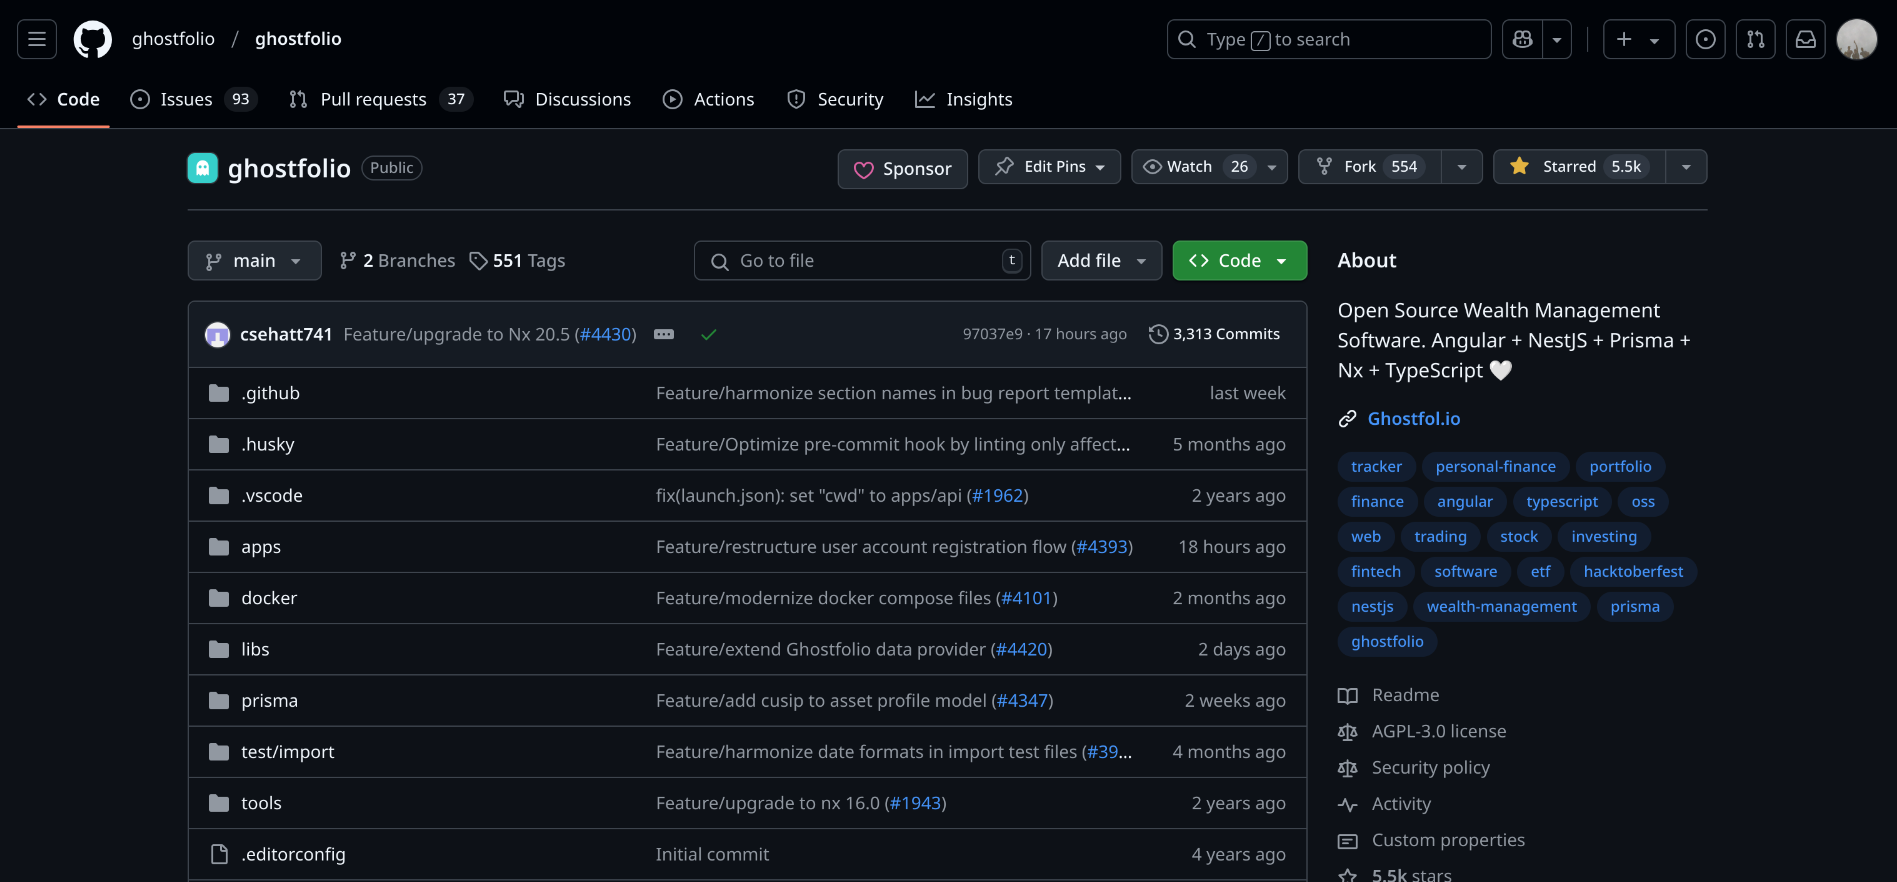 ghostfolio / ghostfolio
Type / to search
Code
Issues 93
Pull requests 37
Discussions
Actions
Security
Insights
ghostfolio Public
Sponsor
Edit Pins
Watch 26
Fork 554
Starred 5.5k
main
2 Branches
551 Tags
Go to file t
Add file
Code
csehatt741 Feature/upgrade to Nx 20.5 (#4430)
97037e9 · 17 hours ago
3,313 Commits
.github Feature/harmonize section names in bug report templat... last week
.husky Feature/Optimize pre-commit hook by linting only affect... 5 months ago
.vscode fix(launch.json): set "cwd" to apps/api (#1962) 2 years ago
apps Feature/restructure user account registration flow (#4393) 18 hours ago
docker Feature/modernize docker compose files (#4101) 2 months ago
libs Feature/extend Ghostfolio data provider (#4420) 2 days ago
prisma Feature/add cusip to asset profile model (#4347) 2 weeks ago
test/import Feature/harmonize date formats in import test files (#39... 4 months ago
tools Feature/upgrade to nx 16.0 (#1943) 2 years ago
.editorconfig Initial commit 4 years ago
About
Open Source Wealth Management
Software. Angular + NestJS + Prisma +
Nx + TypeScript 🤍
Ghostfol.io
tracker personal-finance portfolio
finance angular typescript oss
web trading stock investing
fintech software etf hacktoberfest
nestjs wealth-management prisma
ghostfolio
Readme
AGPL-3.0 license
Security policy
Activity
Custom properties
5.5k stars